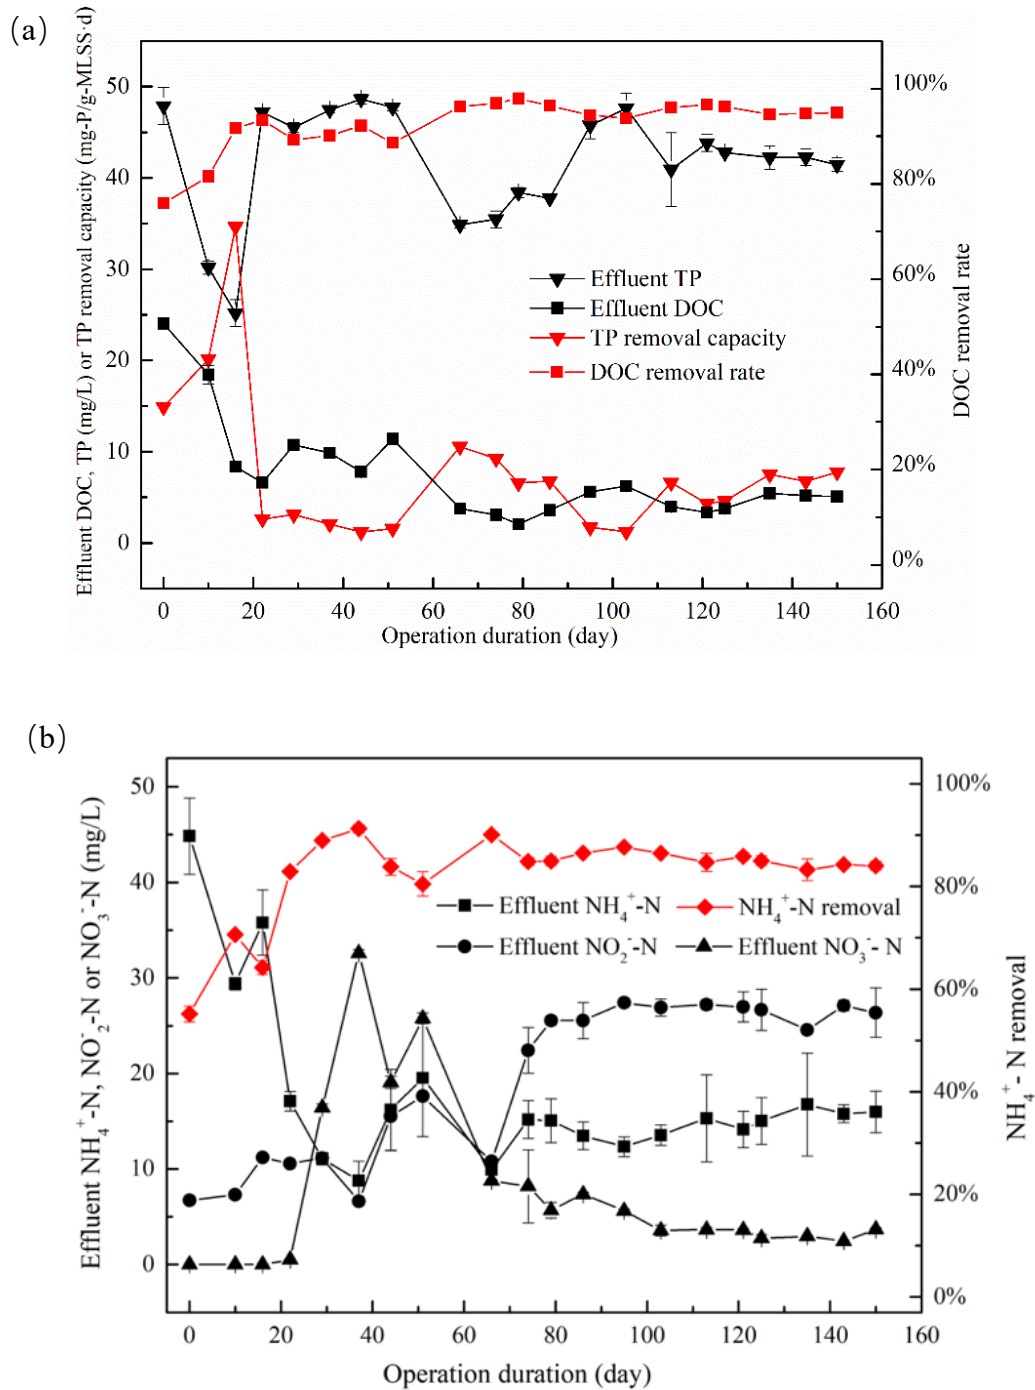 (a)
Effluent DOC, TP (mg/L) or TP removal capacity (mg-P/g-MLSS·d)
50
40
30
20
10
0
100%
80%
60%
40%
20%
0%
DOC removal rate
Effluent TP
Effluent DOC
TP removal capacity
DOC removal rate
0 20 40 60 80 100 120 140 160
Operation duration (day)
(b)
Effluent NH₄⁺-N, NO₂⁻-N or NO₃⁻-N (mg/L)
50
40
30
20
10
0
100%
80%
60%
40%
20%
0%
NH₄⁺- N removal
Effluent NH₄⁺-N NH₄⁺-N removal
Effluent NO₂⁻-N Effluent NO₃⁻- N
0 20 40 60 80 100 120 140 160
Operation duration (day)